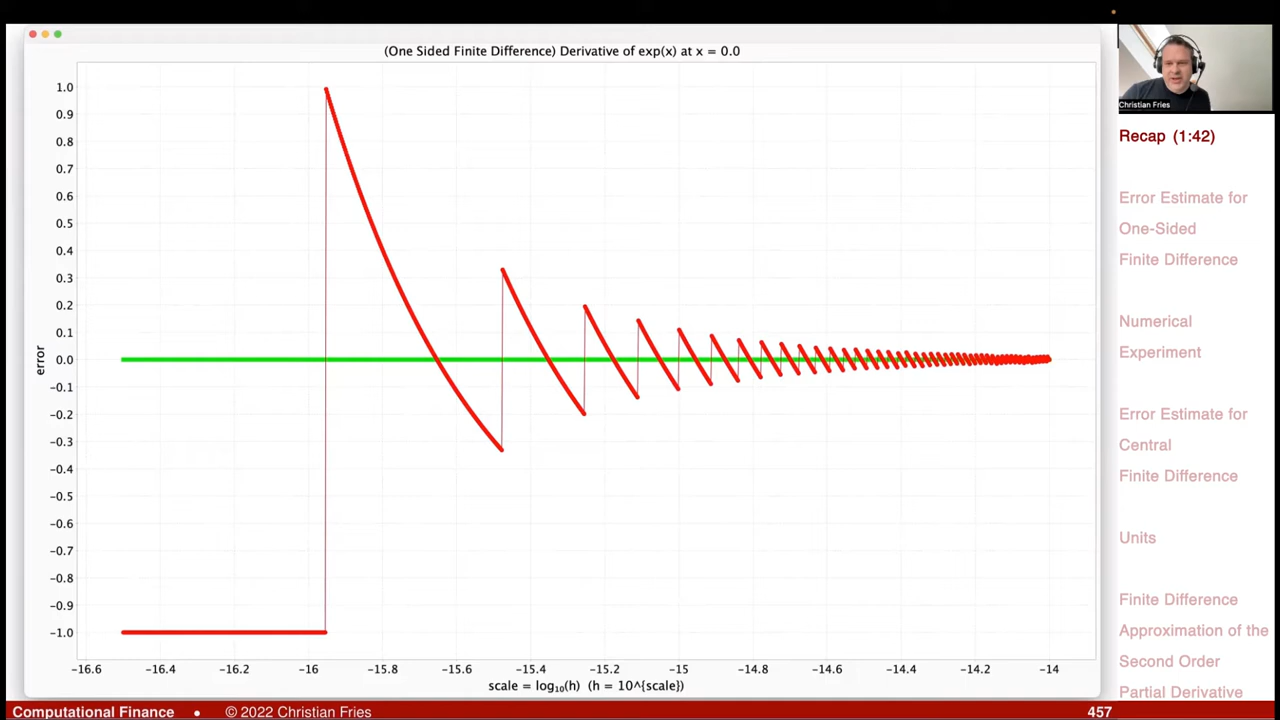 (One Sided Finite Difference) Derivative of exp(x) at x = 0.0
1.0
0.9
0.8
0.7
0.6
0.5
0.4
0.3
0.2
0.1
0.0
-0.1
-0.2
-0.3
-0.4
-0.5
-0.6
-0.7
-0.8
-0.9
-1.0
error
-16.6 -16.4 -16.2 -16 -15.8 -15.6 -15.4 -15.2 -15 -14.8 -14.6 -14.4 -14.2 -14
scale = log₁₀(h) (h = 10^{scale})
Christian Fries
Recap (1:42)
Error Estimate for
One-Sided
Finite Difference
Numerical
Experiment
Error Estimate for
Central
Finite Difference
Units
Finite Difference
Approximation of the
Second Order
Partial Derivative
Computational Finance • © 2022 Christian Fries 457